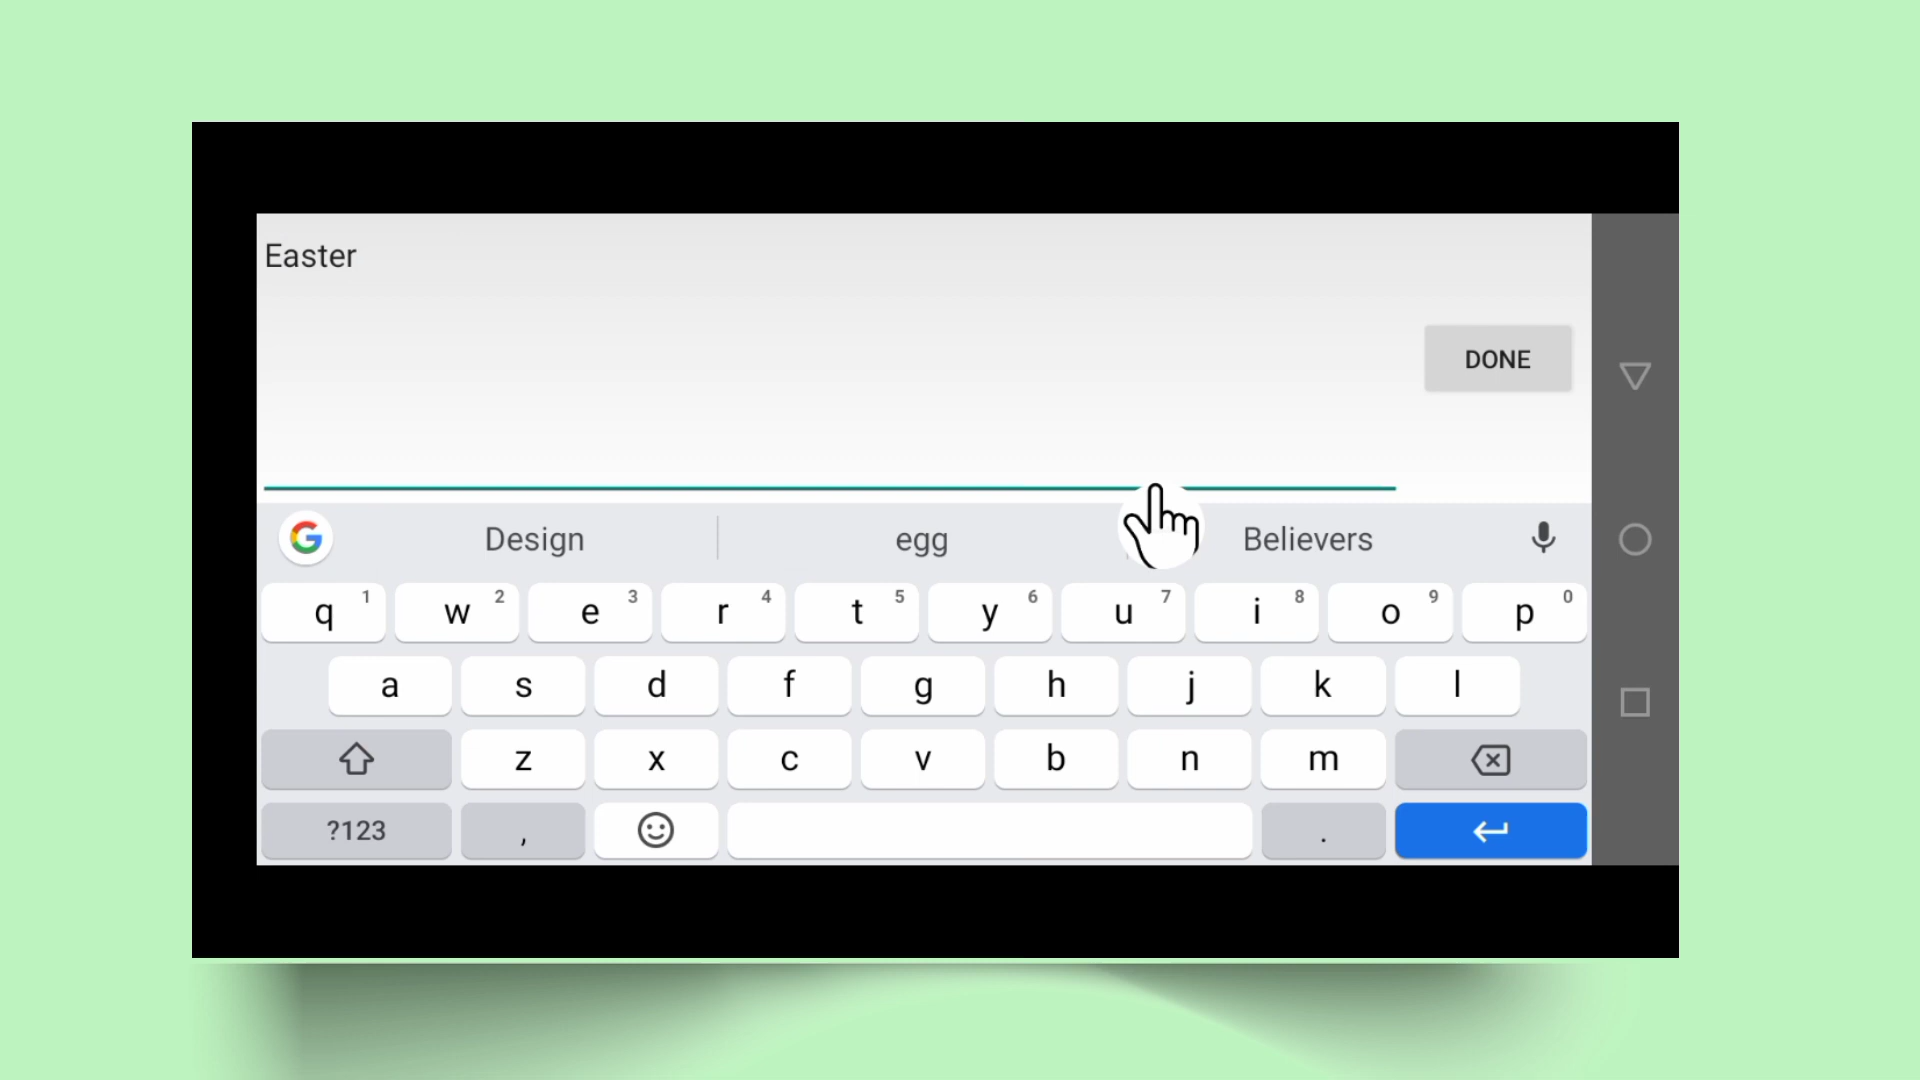 Easter
DONE
Design egg Believers
q 1 w 2 e 3 r 4 t 5 y 6 u 7 i 8 o 9 p 0
a s d f g h j k l
z x c v b n m
?123 , .